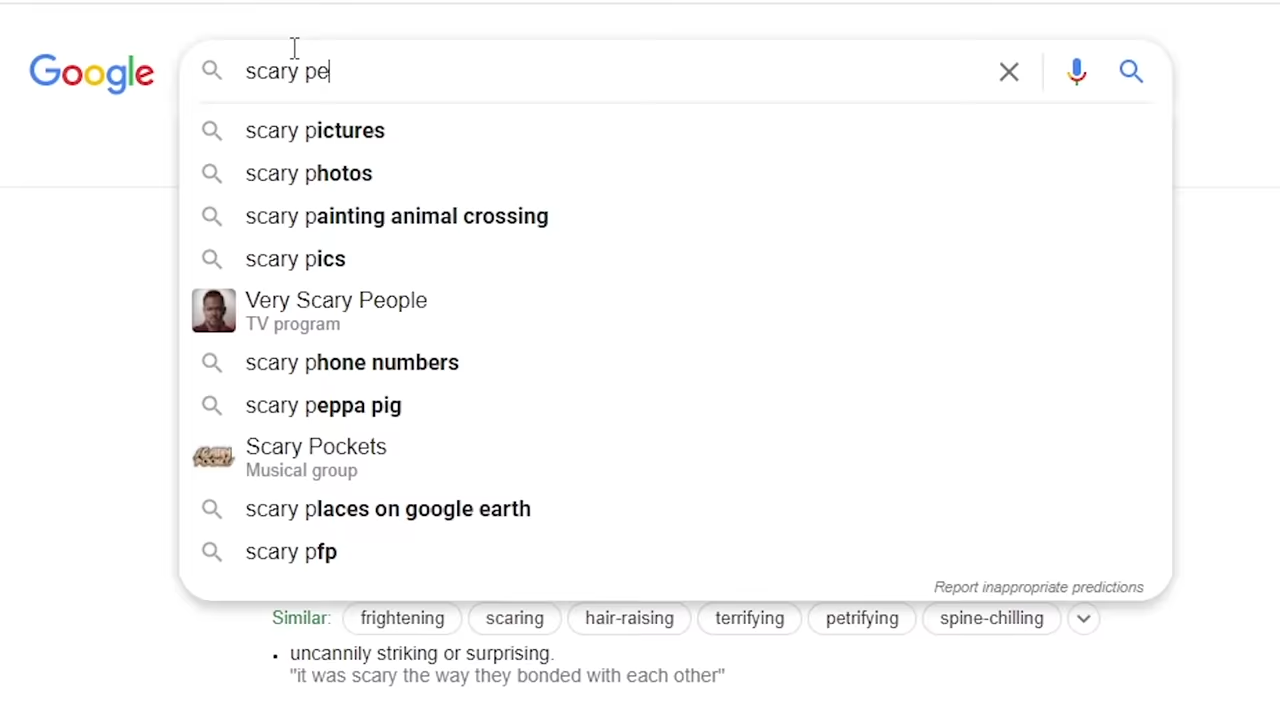 Google
scary pe
scary pictures
scary photos
scary painting animal crossing
scary pics
Very Scary People
TV program
scary phone numbers
scary peppa pig
Scary Pockets
Musical group
scary places on google earth
scary pfp
Report inappropriate predictions
Similar: frightening scaring hair-raising terrifying petrifying spine-chilling
• uncannily striking or surprising.
"it was scary the way they bonded with each other"